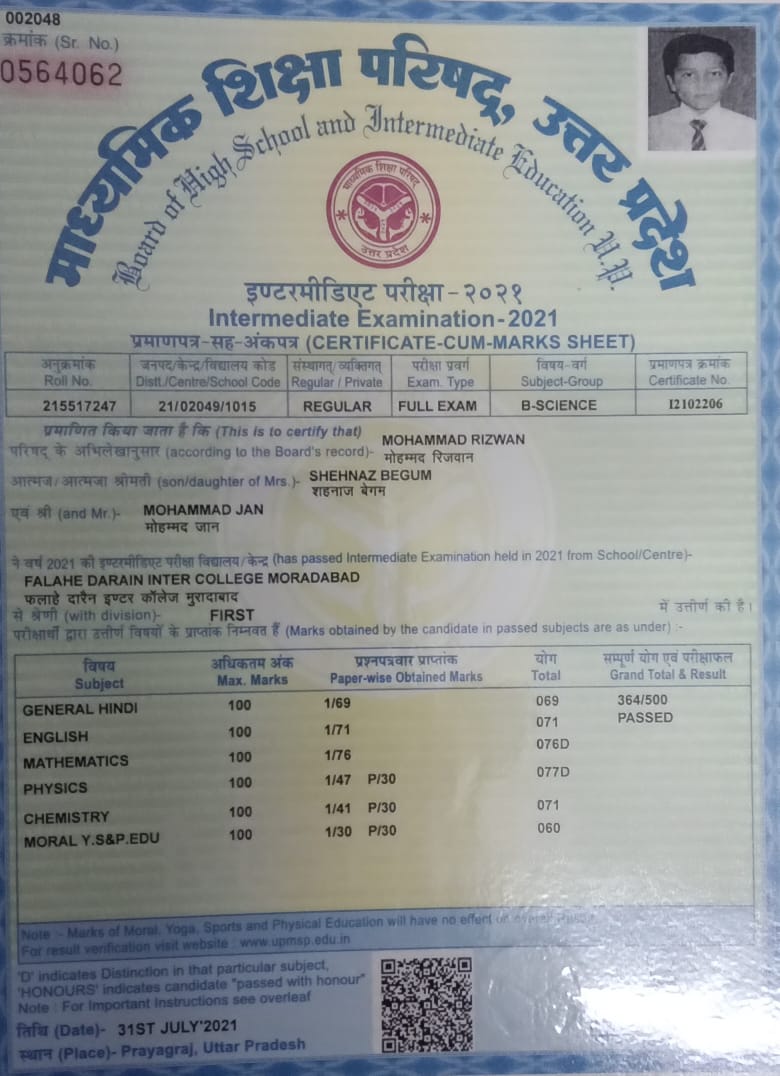 002048
क्रमांक (Sr. No.)
0564062
माध्यमिक शिक्षा परिषद्, उत्तर प्रदेश
Board of High School and Intermediate Education U.P.
माध्यमिक शिक्षा परिषद
उत्तर प्रदेश
इण्टरमीडिएट परीक्षा-२०२१
Intermediate Examination-2021
प्रमाणपत्र-सह-अंकपत्र (CERTIFICATE-CUM-MARKS SHEET)
अनुक्रमांक जनपद/केन्द्र/विद्यालय कोड संस्थागत/व्यक्तिगत परीक्षा प्रवर्ग विषय-वर्ग प्रमाणपत्र क्रमांक
Roll No. Distt./Centre/School Code Regular / Private Exam. Type Subject-Group Certificate No.
215517247 21/02049/1015 REGULAR FULL EXAM B-SCIENCE I2102206
प्रमाणित किया जाता है कि (This is to certify that) MOHAMMAD RIZWAN
परिषद के अभिलेखानुसार (according to the Board's record)- मोहम्मद रिजवान
आत्मज/आत्मजा श्रीमती (son/daughter of Mrs.)- SHEHNAZ BEGUM
शहनाज बेगम
एवं श्री (and Mr.)- MOHAMMAD JAN
मोहम्मद जान
ने वर्ष 2021 की इण्टरमीडिएट परीक्षा विद्यालय/केन्द्र (has passed Intermediate Examination held in 2021 from School/Centre)-
FALAHE DARAIN INTER COLLEGE MORADABAD
फलाहे दारैन इण्टर कॉलेज मुरादाबाद
से श्रेणी (with division)- FIRST में उत्तीर्ण की है।
परीक्षार्थी द्वारा उत्तीर्ण विषयों के प्राप्तांक निम्नवत हैं (Marks obtained by the candidate in passed subjects are as under) :-
विषय अधिकतम अंक प्रश्नपत्रवार प्राप्तांक योग सम्पूर्ण योग एवं परीक्षाफल
Subject Max. Marks Paper-wise Obtained Marks Total Grand Total & Result
GENERAL HINDI 100 1/69 069 364/500
ENGLISH 100 1/71 071 PASSED
MATHEMATICS 100 1/76 076D
PHYSICS 100 1/47 P/30 077D
CHEMISTRY 100 1/41 P/30 071
MORAL Y.S&P.EDU 100 1/30 P/30 060
Note :- Marks of Moral, Yoga, Sports and Physical Education will have no effect on overall Result
For result verification visit website : www.upmsp.edu.in
'D' indicates Distinction in that particular subject,
'HONOURS' indicates candidate "passed with honour"
Note : For Important Instructions see overleaf
तिथि (Date)- 31ST JULY'2021
स्थान (Place)- Prayagraj, Uttar Pradesh